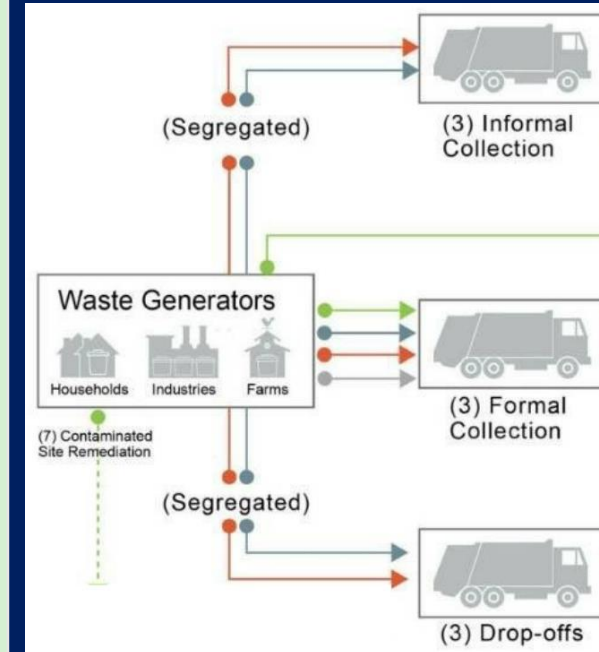 (Segregated)
(3) Informal
Collection
Waste Generators
Households Industries Farms
(7) Contaminated
Site Remediation
(3) Formal
Collection
(Segregated)
(3) Drop-offs